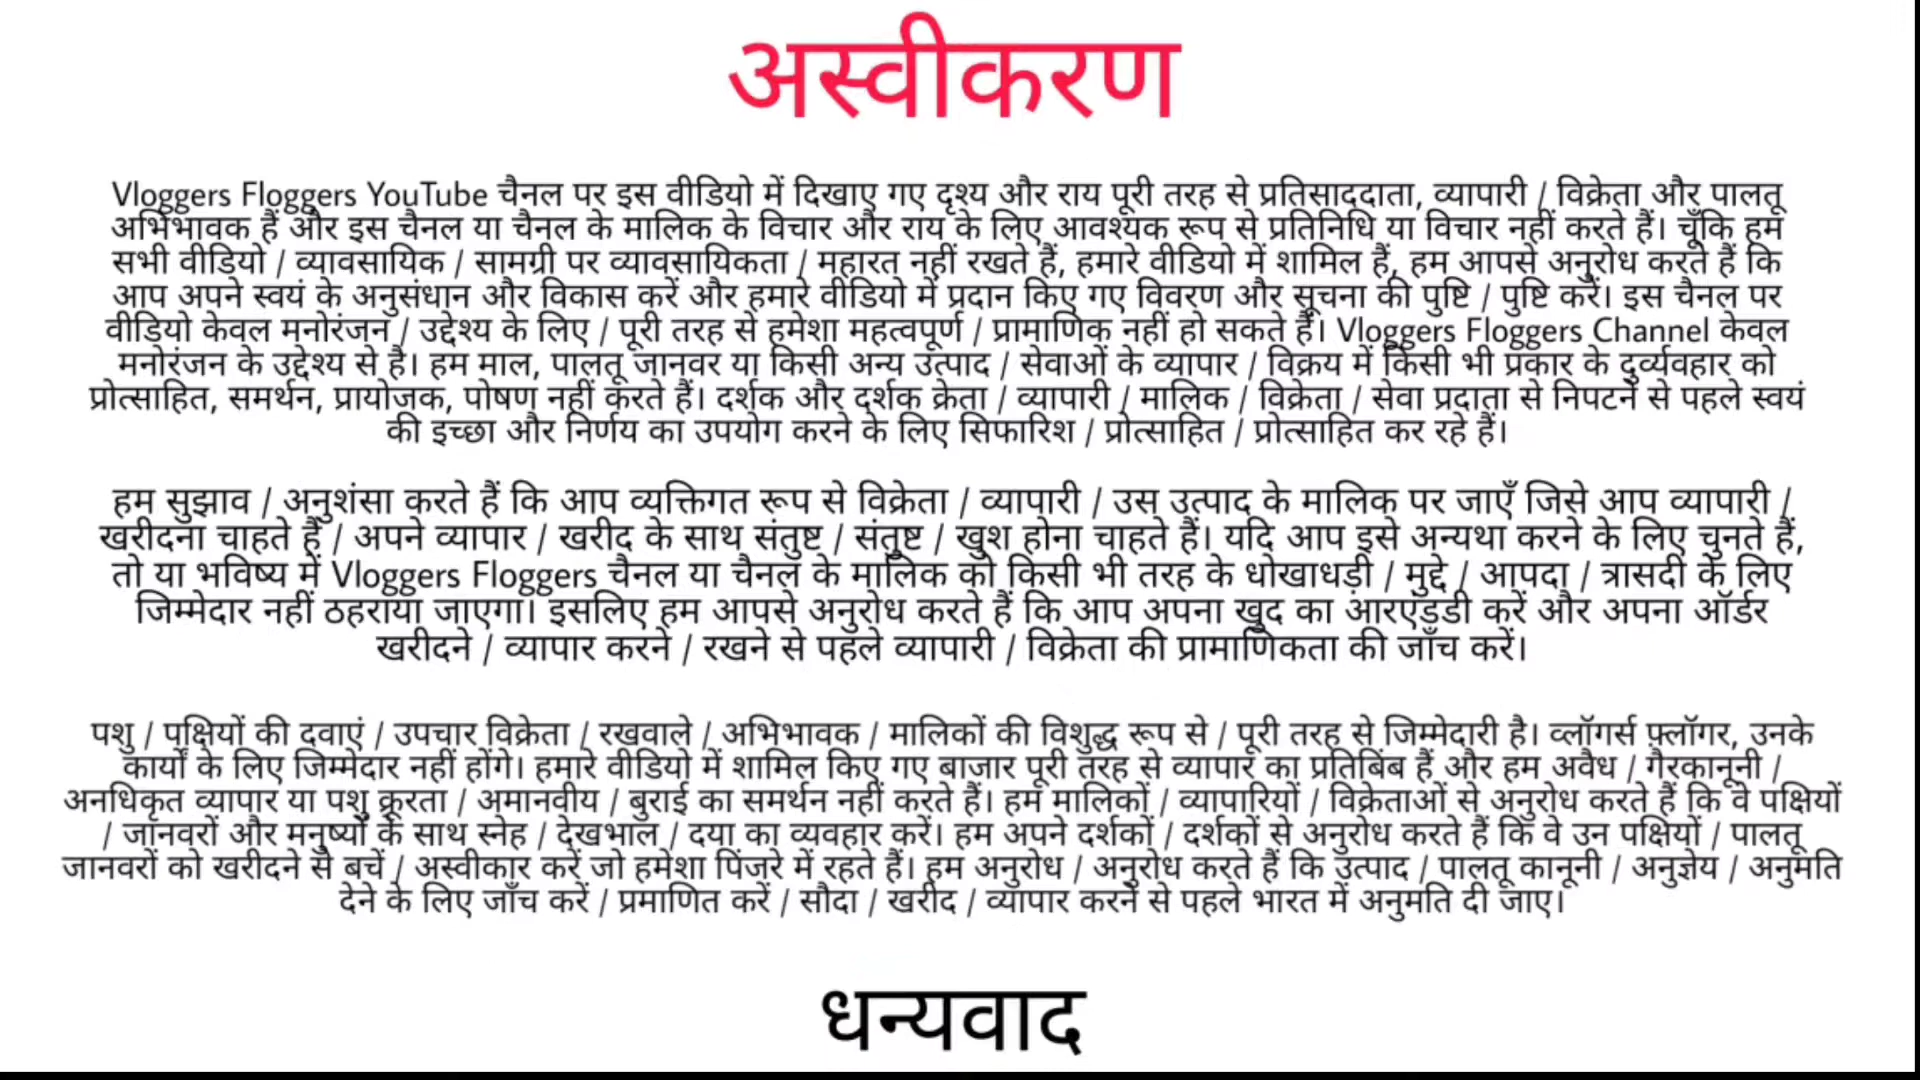 अस्वीकरण
Vloggers Floggers YouTube चैनल पर इस वीडियो में दिखाए गए दृश्य और राय पूरी तरह से प्रतिसाददाता, व्यापारी / विक्रेता और पालतू
अभिभावक हैं और इस चैनल या चैनल के मालिक के विचार और राय के लिए आवश्यक रूप से प्रतिनिधि या विचार नहीं करते हैं। चूँकि हम
सभी वीडियो / व्यावसायिक / सामग्री पर व्यावसायिकता / महारत नहीं रखते हैं, हमारे वीडियो में शामिल हैं, हम आपसे अनुरोध करते हैं कि
आप अपने स्वयं के अनुसंधान और विकास करें और हमारे वीडियो में प्रदान किए गए विवरण और सूचना की पुष्टि / पुष्टि करें। इस चैनल पर
वीडियो केवल मनोरंजन / उद्देश्य के लिए / पूरी तरह से हमेशा महत्वपूर्ण / प्रामाणिक नहीं हो सकते हैं। Vloggers Floggers Channel केवल
मनोरंजन के उद्देश्य से है। हम माल, पालतू जानवर या किसी अन्य उत्पाद / सेवाओं के व्यापार / विक्रय में किसी भी प्रकार के दुर्व्यवहार को
प्रोत्साहित, समर्थन, प्रायोजक, पोषण नहीं करते हैं। दर्शक और दर्शक क्रेता / व्यापारी / मालिक / विक्रेता / सेवा प्रदाता से निपटने से पहले स्वयं
की इच्छा और निर्णय का उपयोग करने के लिए सिफारिश / प्रोत्साहित / प्रोत्साहित कर रहे हैं।
हम सुझाव / अनुशंसा करते हैं कि आप व्यक्तिगत रूप से विक्रेता / व्यापारी / उस उत्पाद के मालिक पर जाएँ जिसे आप व्यापारी /
खरीदना चाहते हैं / अपने व्यापार / खरीद के साथ संतुष्ट / संतुष्ट / खुश होना चाहते हैं। यदि आप इसे अन्यथा करने के लिए चुनते हैं,
तो या भविष्य में Vloggers Floggers चैनल या चैनल के मालिक को किसी भी तरह के धोखाधड़ी / मुद्दे / आपदा / त्रासदी के लिए
जिम्मेदार नहीं ठहराया जाएगा। इसलिए हम आपसे अनुरोध करते हैं कि आप अपना खुद का आरएंडडी करें और अपना ऑर्डर
खरीदने / व्यापार करने / रखने से पहले व्यापारी / विक्रेता की प्रामाणिकता की जाँच करें।
पशु / पक्षियों की दवाएं / उपचार विक्रेता / रखवाले / अभिभावक / मालिकों की विशुद्ध रूप से / पूरी तरह से जिम्मेदारी है। व्लॉगर्स फ़्लॉगर, उनके
कार्यों के लिए जिम्मेदार नहीं होंगे। हमारे वीडियो में शामिल किए गए बाजार पूरी तरह से व्यापार का प्रतिबिंब हैं और हम अवैध / गैरकानूनी /
अनधिकृत व्यापार या पशु क्रूरता / अमानवीय / बुराई का समर्थन नहीं करते हैं। हम मालिकों / व्यापारियों / विक्रेताओं से अनुरोध करते हैं कि वे पक्षियों
/ जानवरों और मनुष्यों के साथ स्नेह / देखभाल / दया का व्यवहार करें। हम अपने दर्शकों / दर्शकों से अनुरोध करते हैं कि वे उन पक्षियों / पालतू
जानवरों को खरीदने से बचें / अस्वीकार करें जो हमेशा पिंजरे में रहते हैं। हम अनुरोध / अनुरोध करते हैं कि उत्पाद / पालतू कानूनी / अनुज्ञेय / अनुमति
देने के लिए जाँच करें / प्रमाणित करें / सौदा / खरीद / व्यापार करने से पहले भारत में अनुमति दी जाए।
धन्यवाद